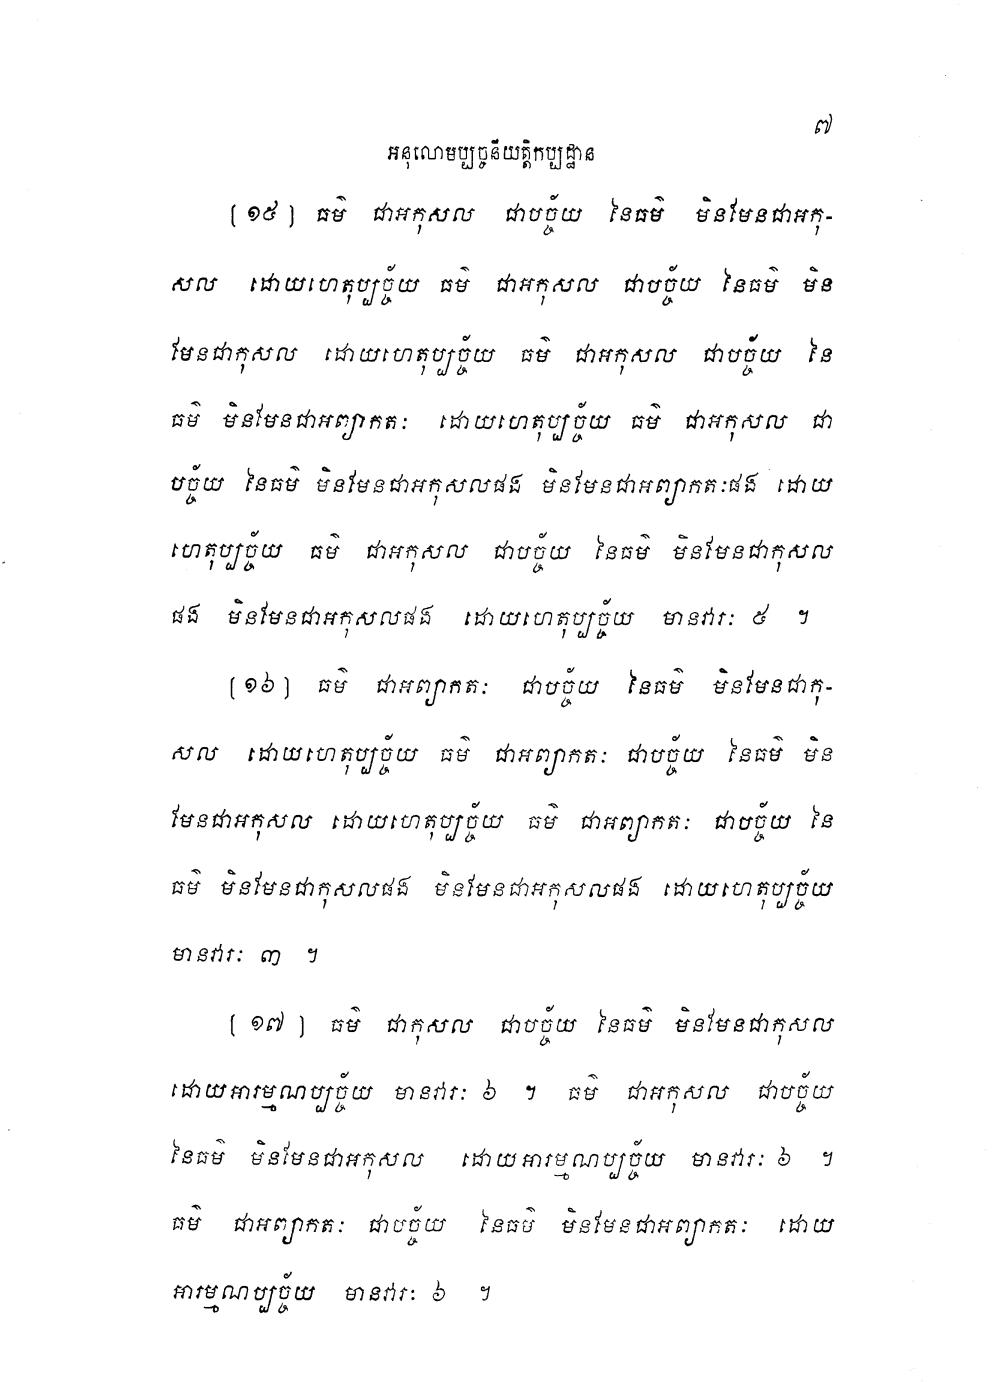 ៧
អនុលោមប្បច្ចនីយត្តិកប្បដ្ឋាន
[ ១៥ ] ធម៌ ជាអកុសល ជាបច្ច័យ នៃធម៌ មិនមែនជាអកុ-
សល ដោយហេតុប្បច្ច័យ ធម៌ ជាអកុសល ជាបច្ច័យ នៃធម៌ មិន
មែនជាកុសល ដោយហេតុប្បច្ច័យ ធម៌ ជាអកុសល ជាបច្ច័យ នៃ
ធម៌ មិនមែនជាអព្យាកតៈ ដោយហេតុប្បច្ច័យ ធម៌ ជាអកុសល ជា
បច្ច័យ នៃធម៌ មិនមែនជាអកុសលផង មិនមែនជាអព្យាកតៈផង ដោយ
ហេតុប្បច្ច័យ ធម៌ ជាអកុសល ជាបច្ច័យ នៃធម៌ មិនមែនជាកុសល
ផង មិនមែនជាអកុសលផង ដោយហេតុប្បច្ច័យ មានវារៈ ៥ ។
[ ១៦ ] ធម៌ ជាអព្យាកតៈ ជាបច្ច័យ នៃធម៌ មិនមែនជាកុ-
សល ដោយហេតុប្បច្ច័យ ធម៌ ជាអព្យាកតៈ ជាបច្ច័យ នៃធម៌ មិន
មែនជាអកុសល ដោយហេតុប្បច្ច័យ ធម៌ ជាអព្យាកតៈ ជាបច្ច័យ នៃ
ធម៌ មិនមែនជាកុសលផង មិនមែនជាអកុសលផង ដោយហេតុប្បច្ច័យ
មានវារៈ ៣ ។
[ ១៧ ] ធម៌ ជាកុសល ជាបច្ច័យ នៃធម៌ មិនមែនជាកុសល
ដោយអារម្មណប្បច្ច័យ មានវារៈ ៦ ។ ធម៌ ជាអកុសល ជាបច្ច័យ
នៃធម៌ មិនមែនជាអកុសល ដោយអារម្មណប្បច្ច័យ មានវារៈ ៦ ។
ធម៌ ជាអព្យាកតៈ ជាបច្ច័យ នៃធម៌ មិនមែនជាអព្យាកតៈ ដោយ
អារម្មណប្បច្ច័យ មានវារៈ ៦ ។